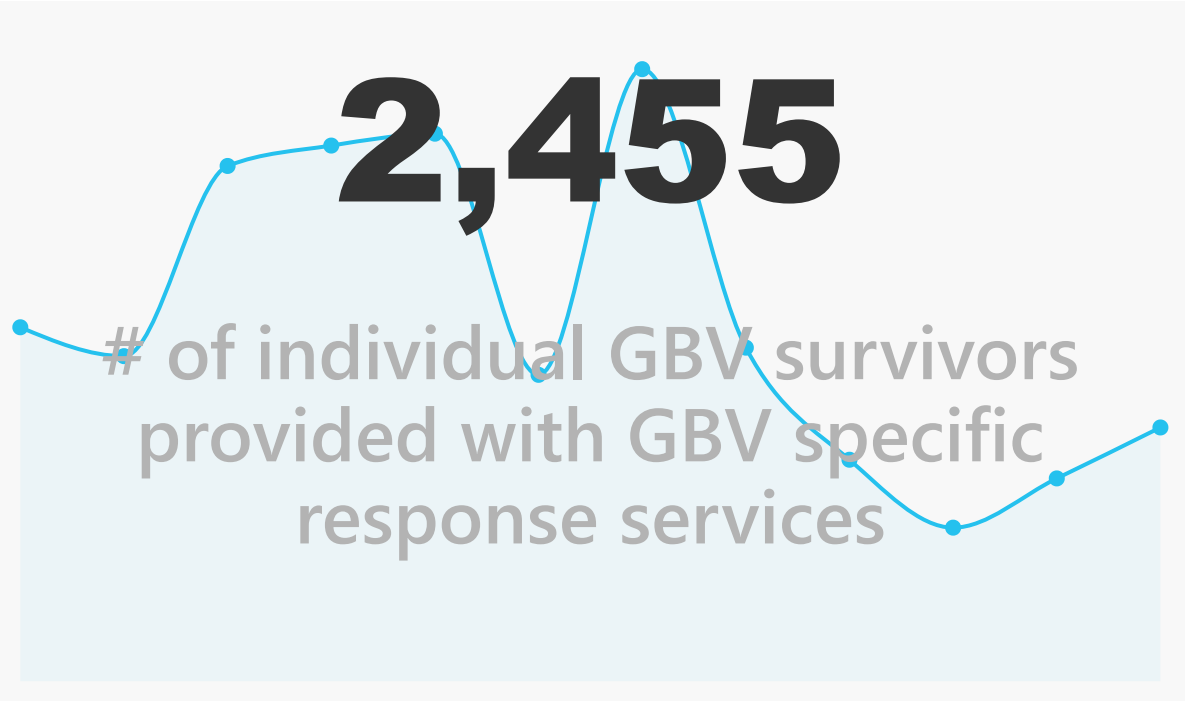 2,455
# of individual GBV survivors
provided with GBV specific
response services